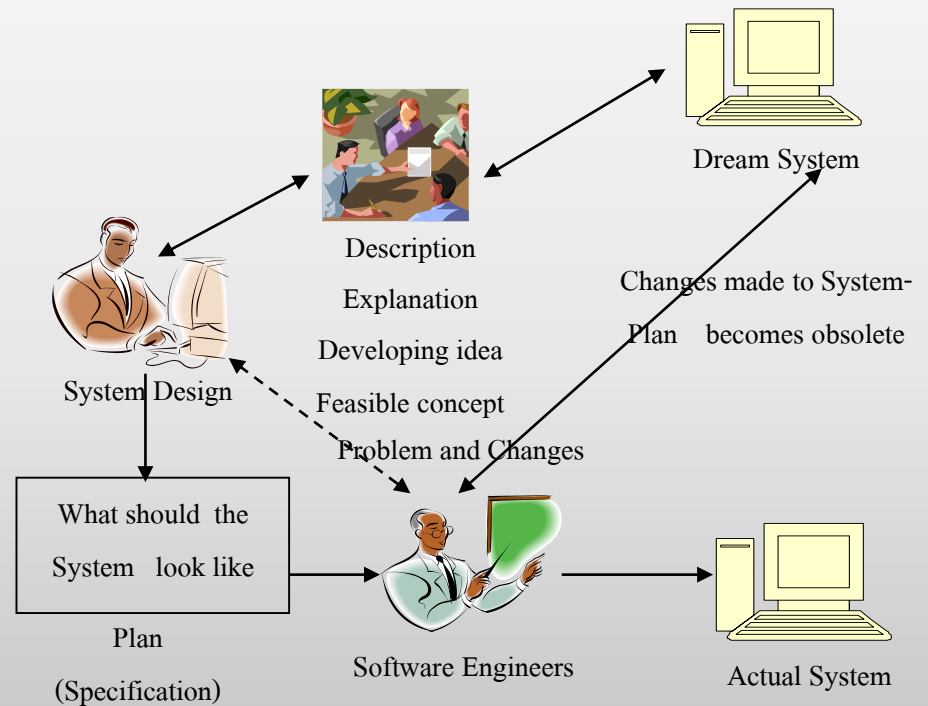 Dream System
Description
Explanation
Developing idea
Feasible concept
Problem and Changes
Changes made to System-
Plan becomes obsolete
System Design
What should the
System look like
Plan
(Specification)
Software Engineers
Actual System